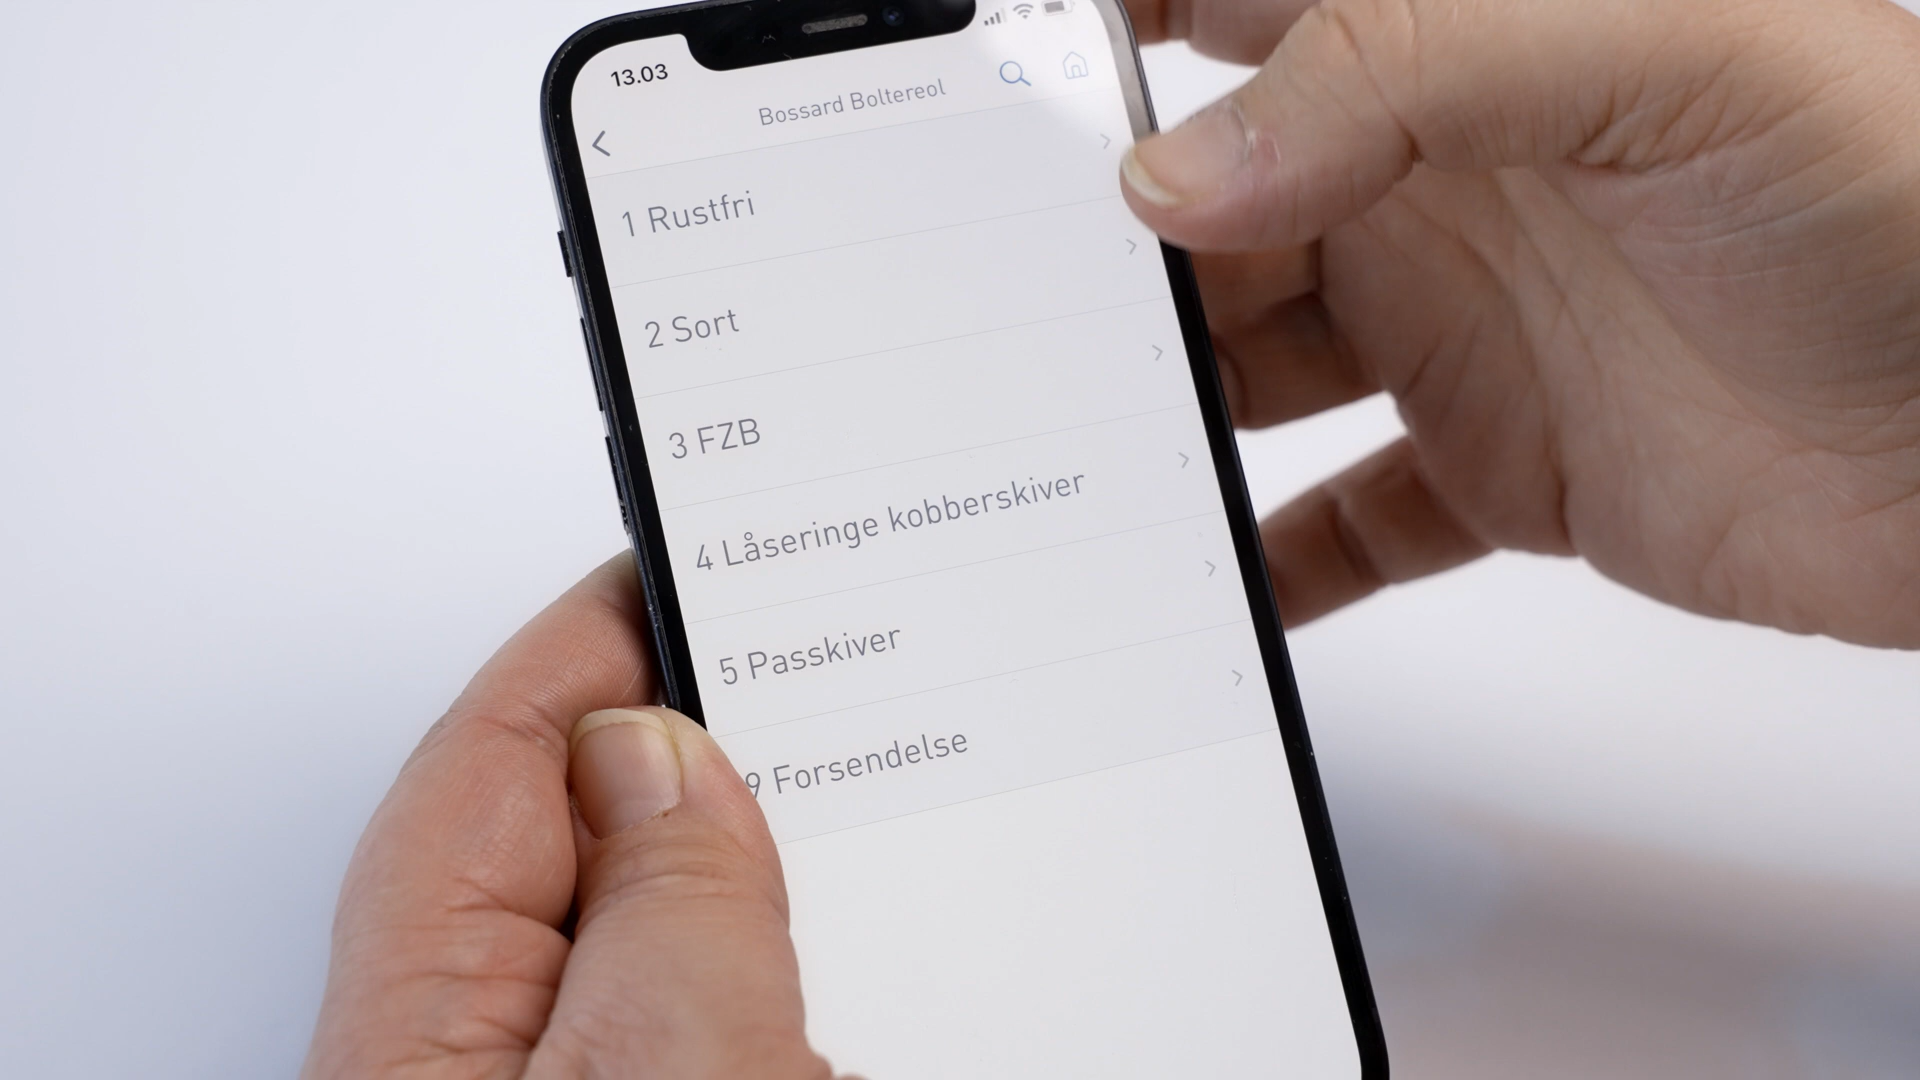 13.03
Bossard Boltereol
1 Rustfri
2 Sort
3 FZB
4 Låseringe kobberskiver
5 Passkiver
9 Forsendelse